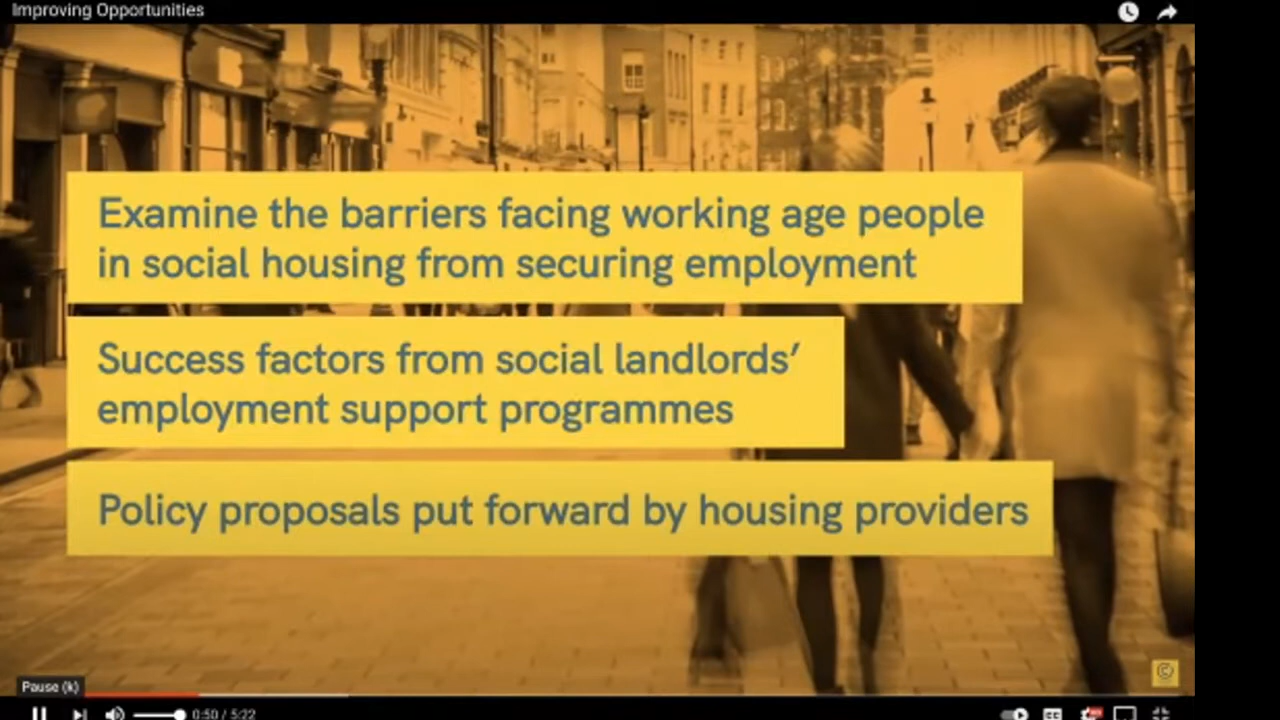 Improving Opportunities
Examine the barriers facing working age people
in social housing from securing employment
Success factors from social landlords’
employment support programmes
Policy proposals put forward by housing providers
Pause (k)
0:50 / 5:22